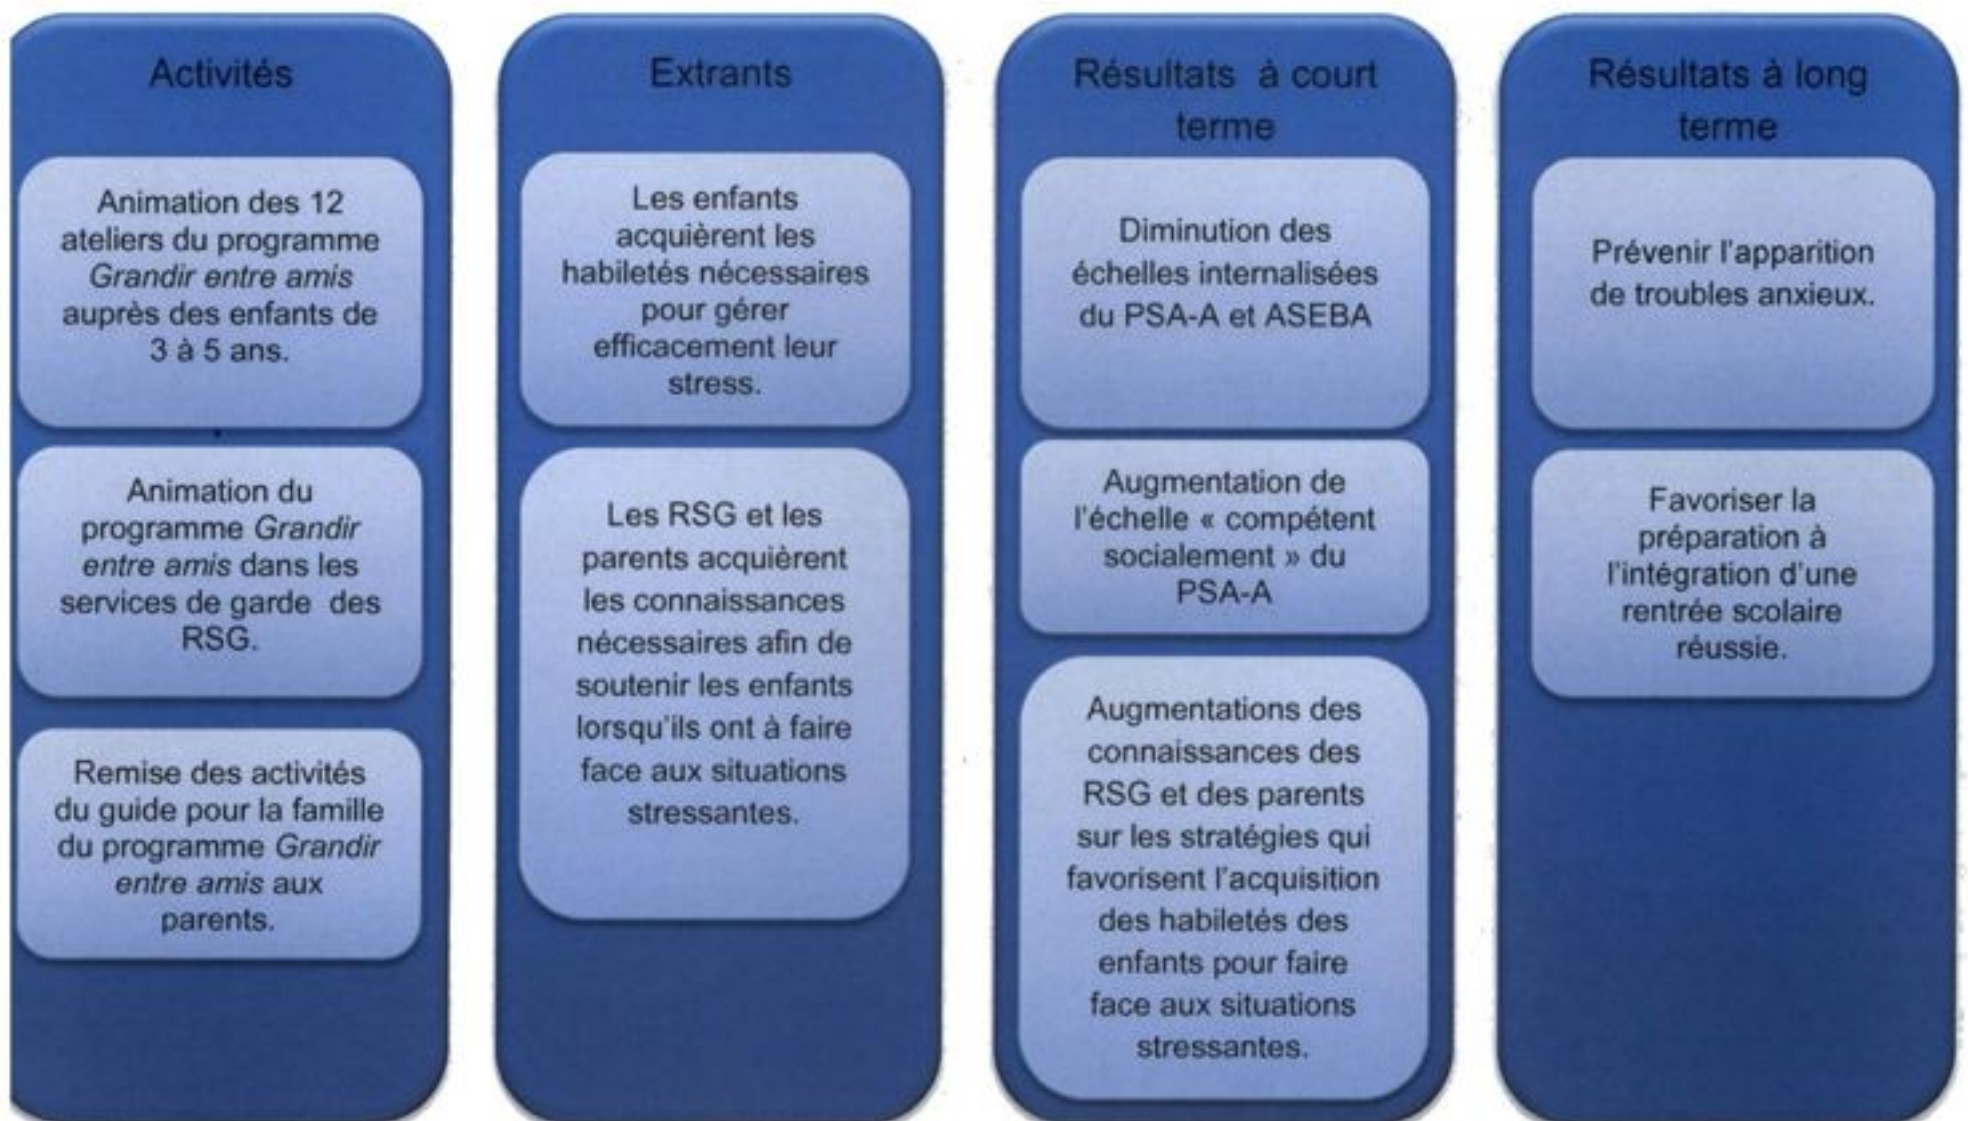 Activités
Animation des 12
ateliers du programme
Grandir entre amis
auprès des enfants de
3 à 5 ans.
Animation du
programme Grandir
entre amis dans les
services de garde des
RSG.
Remise des activités
du guide pour la famille
du programme Grandir
entre amis aux
parents.
Extrants
Les enfants
acquièrent les
habiletés nécessaires
pour gérer
efficacement leur
stress.
Les RSG et les
parents acquièrent
les connaissances
nécessaires afin de
soutenir les enfants
lorsqu'ils ont à faire
face aux situations
stressantes.
Résultats à court
terme
Diminution des
échelles internalisées
du PSA-A et ASEBA
Augmentation de
l'échelle « compétent
socialement » du
PSA-A
Augmentations des
connaissances des
RSG et des parents
sur les stratégies qui
favorisent l'acquisition
des habiletés des
enfants pour faire
face aux situations
stressantes.
Résultats à long
terme
Prévenir l'apparition
de troubles anxieux.
Favoriser la
préparation à
l'intégration d'une
rentrée scolaire
réussie.